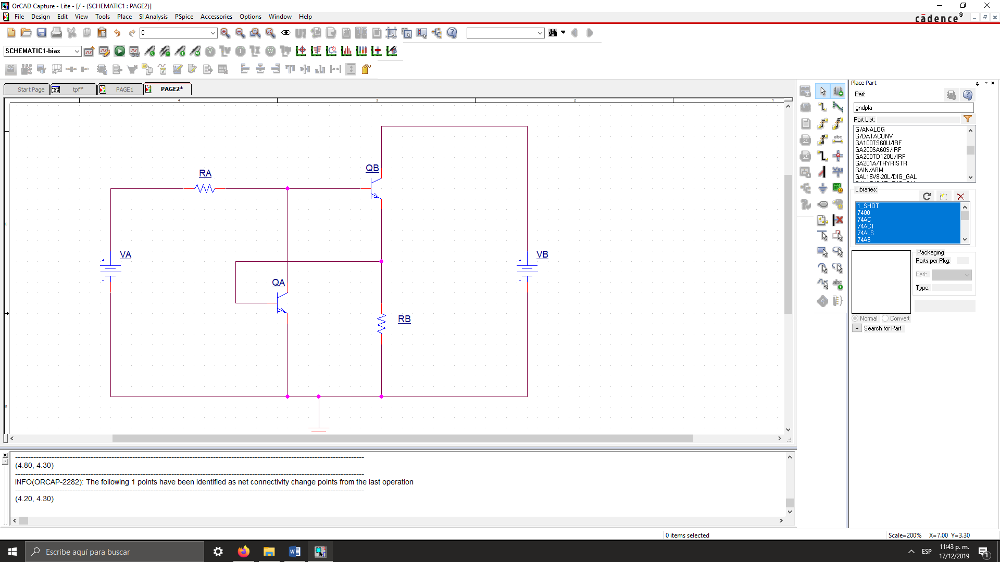 OrCAD Capture - Lite - [/ - (SCHEMATIC1 : PAGE2)]
File Design Edit View Tools Place SI Analysis PSpice Accessories Options Window Help
cādence®
0
SCHEMATIC1-bias
Start Page tpf* PAGE1 PAGE2*
4 3 2 1
C
B
RA
QB
VA
QA
VB
RB
+
-
+
-
Place Part
Part
gndpla
Part List:
G/ANALOG
G/DATACONV
GA100TS60U/IRF
GA200SA60S/IRF
GA200TD120U/IRF
GA201A/THYRISTR
GAIN/ABM
GAL16V8-20L/DIG_GAL
Libraries:
1_SHOT
7400
74AC
74ACT
74ALS
74AS
Packaging
Parts per Pkg:
Part:
Type:
Normal Convert
+ Search for Part
(4.80, 4.30)
INFO(ORCAP-2282): The following 1 points have been identified as net connectivity change points from the last operation
(4.20, 4.30)
0 items selected
Scale=200% X=7.00 Y=3.30
Escribe aquí para buscar
ESP
11:43 p. m.
17/12/2019
1